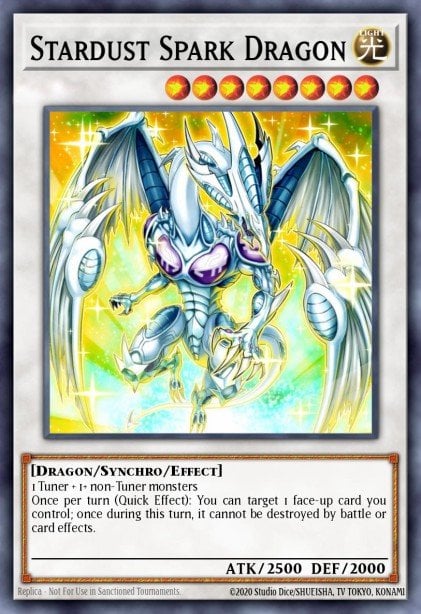 STARDUST SPARK DRAGON
LIGHT
光
[DRAGON/SYNCHRO/EFFECT]
1 Tuner + 1+ non-Tuner monsters
Once per turn (Quick Effect): You can target 1 face-up card you
control; once during this turn, it cannot be destroyed by battle or
card effects.
ATK/2500 DEF/2000
Replica - Not For Use in Sanctioned Tournaments.
©2020 Studio Dice/SHUEISHA, TV TOKYO, KONAMI